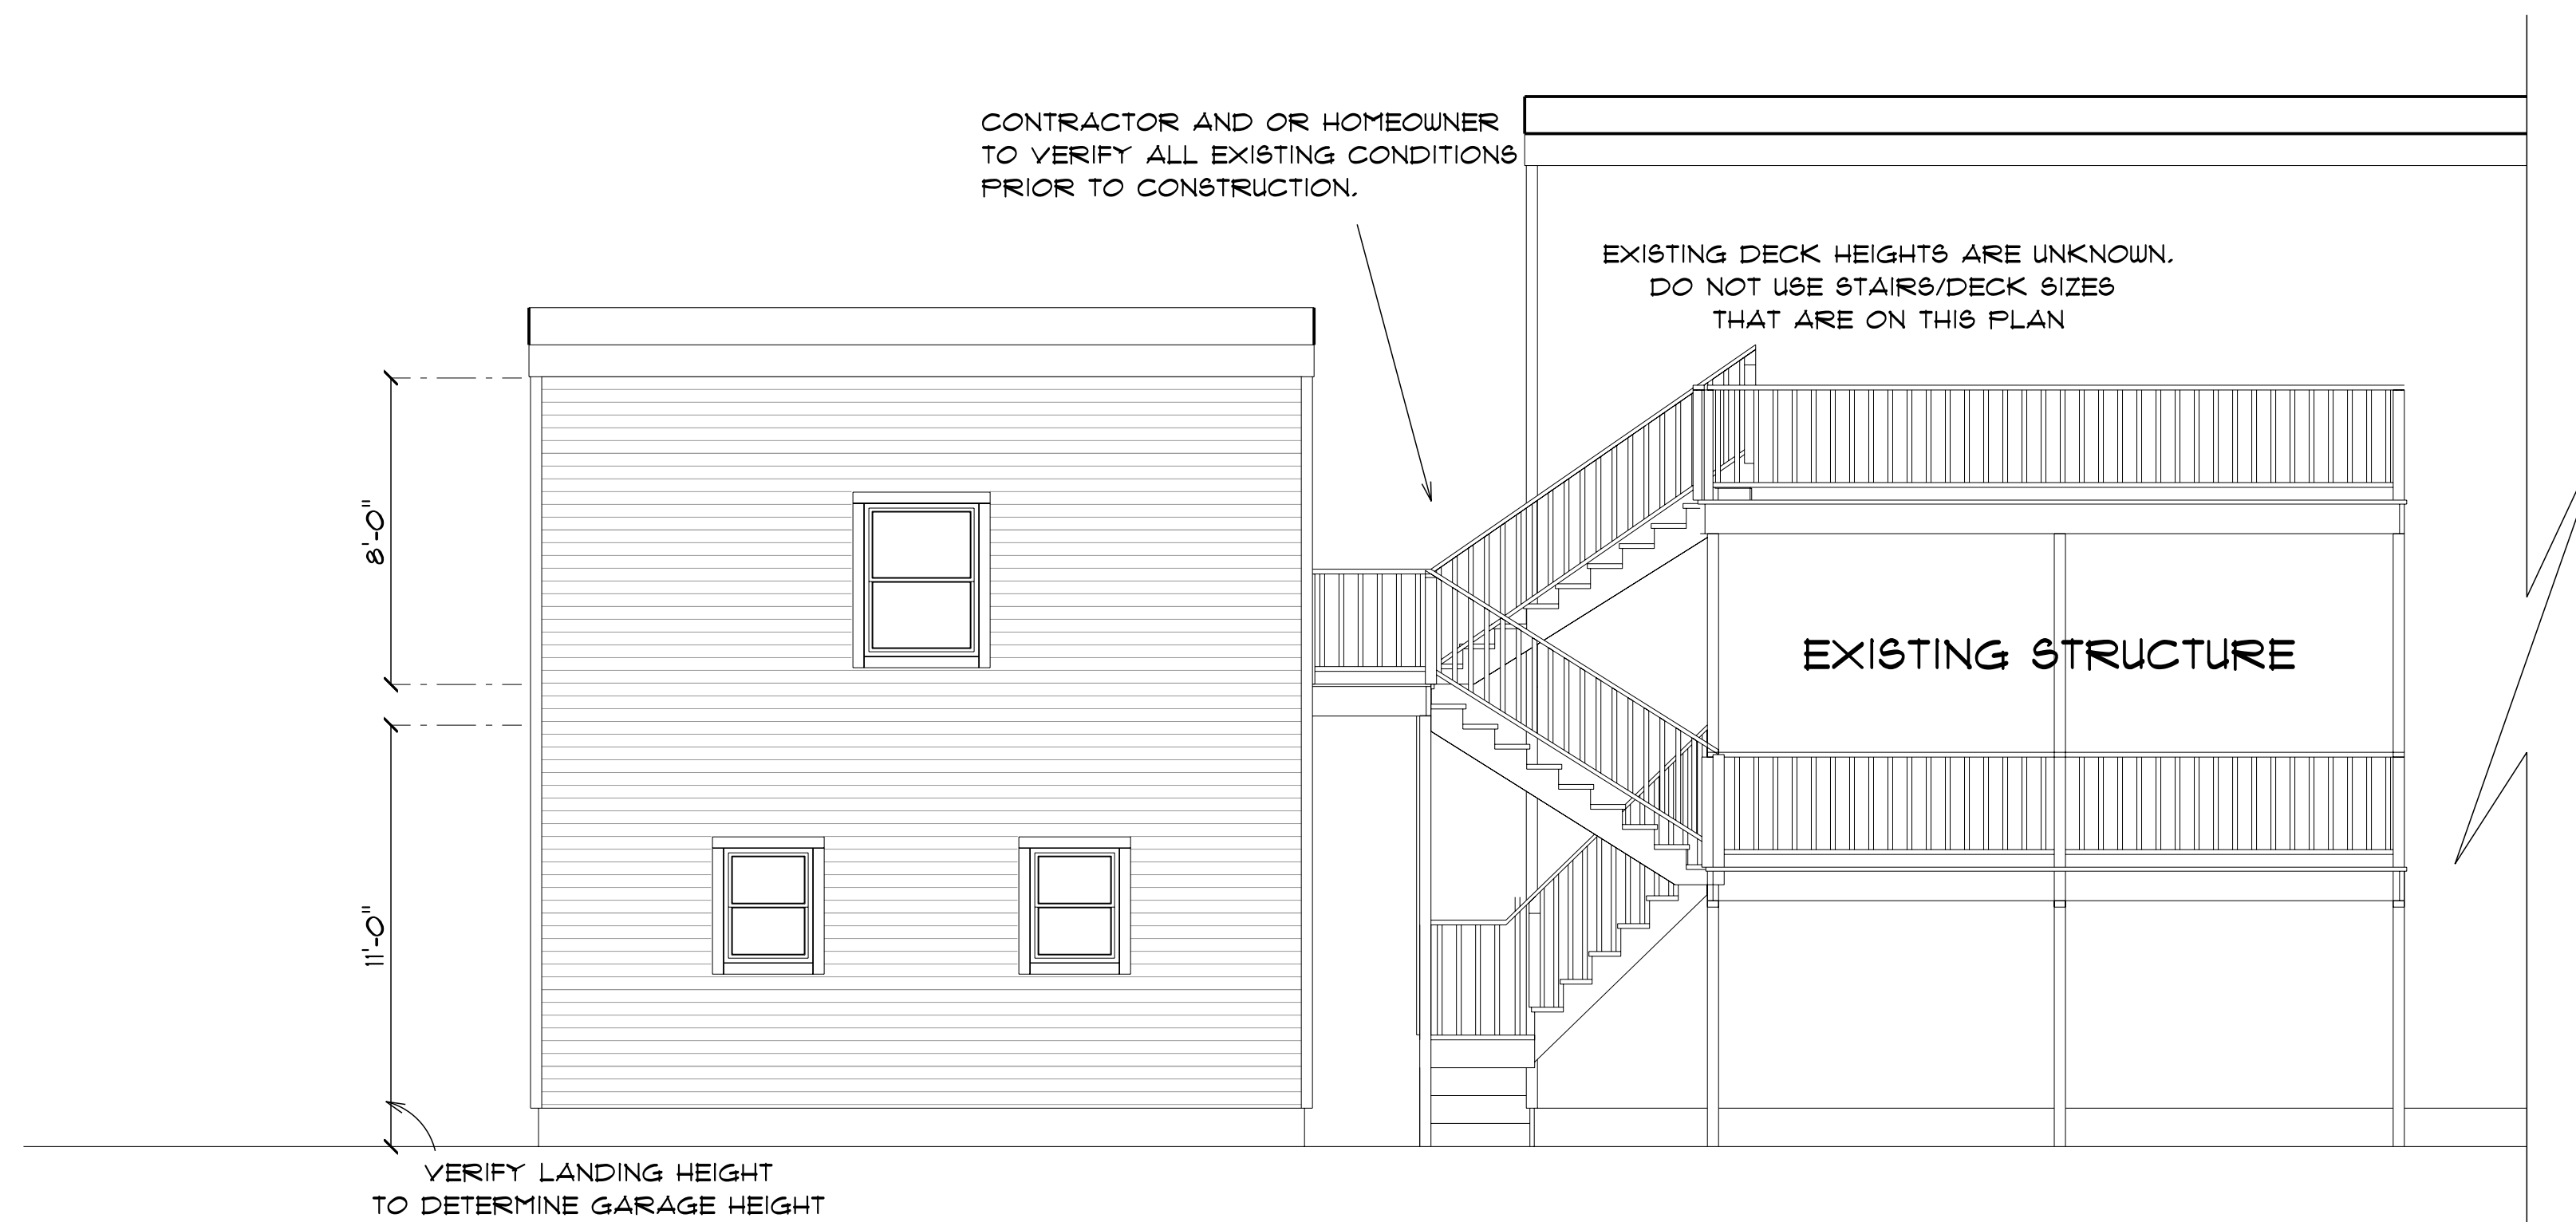 CONTRACTOR AND OR HOMEOWNER
TO VERIFY ALL EXISTING CONDITIONS
PRIOR TO CONSTRUCTION.
EXISTING DECK HEIGHTS ARE UNKNOWN.
DO NOT USE STAIRS/DECK SIZES
THAT ARE ON THIS PLAN
8'-0"
EXISTING STRUCTURE
11'-0"
VERIFY LANDING HEIGHT
TO DETERMINE GARAGE HEIGHT